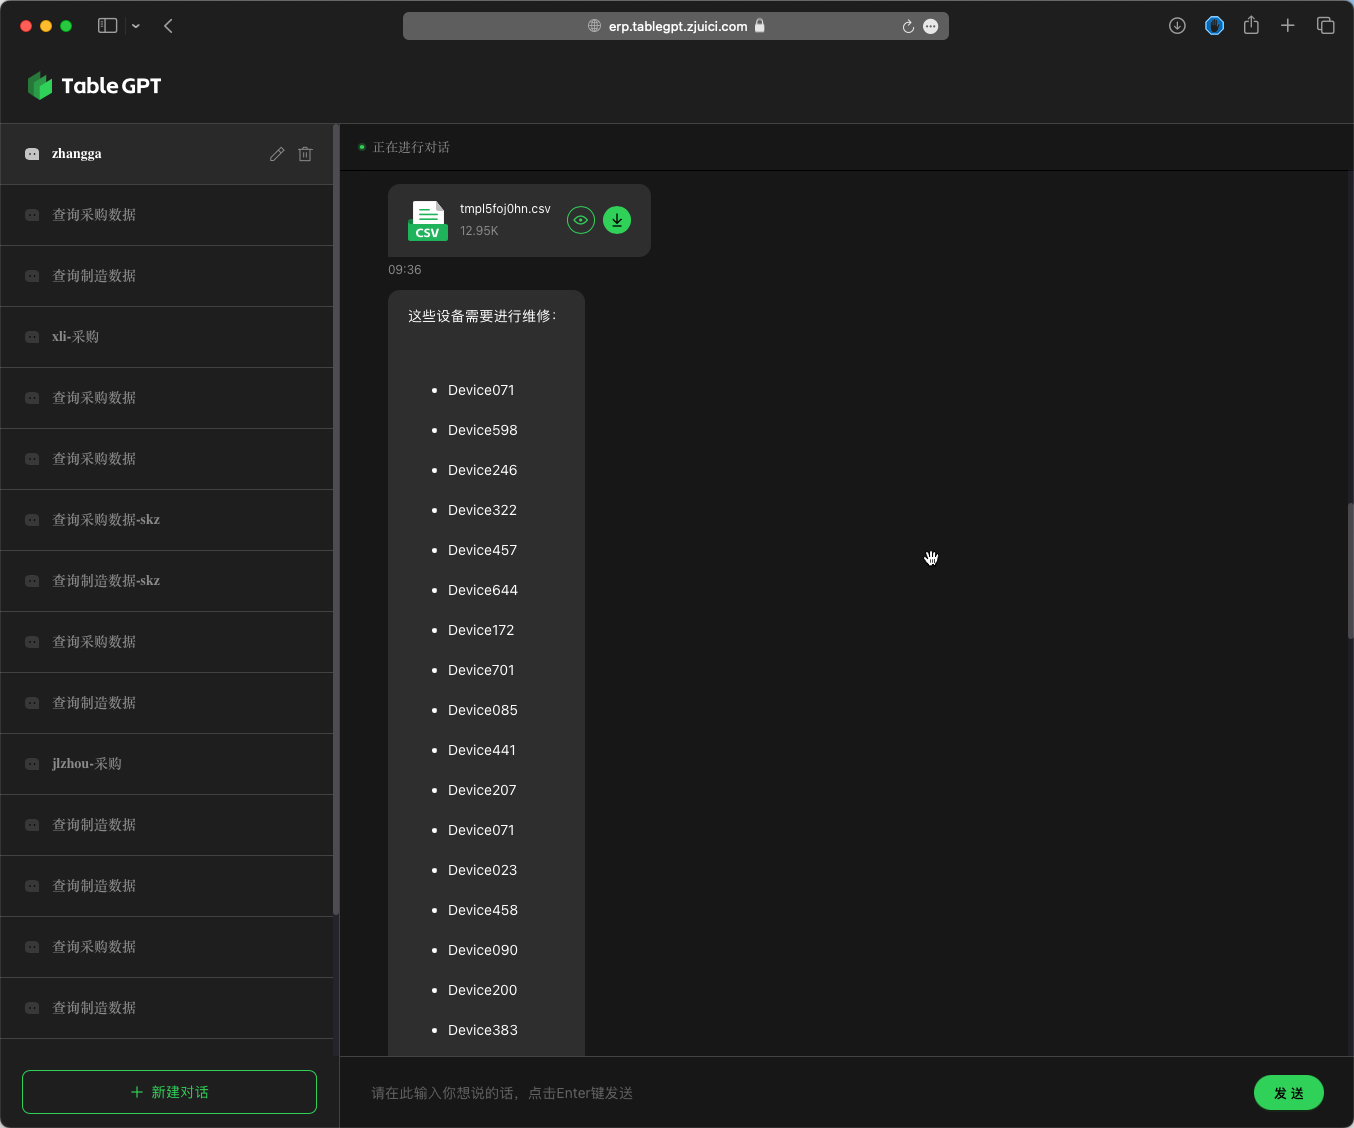 erp.tablegpt.zjuici.com
Table GPT
zhangga
查询采购数据
查询制造数据
xli-采购
查询采购数据
查询采购数据
查询采购数据-skz
查询制造数据-skz
查询采购数据
查询制造数据
jlzhou-采购
查询制造数据
查询制造数据
查询采购数据
查询制造数据
新建对话
正在进行对话
CSV
tmpl5foj0hn.csv
12.95K
09:36
这些设备需要进行维修：
Device071
Device598
Device246
Device322
Device457
Device644
Device172
Device701
Device085
Device441
Device207
Device071
Device023
Device458
Device090
Device200
Device383
请在此输入你想说的话，点击Enter键发送
发 送